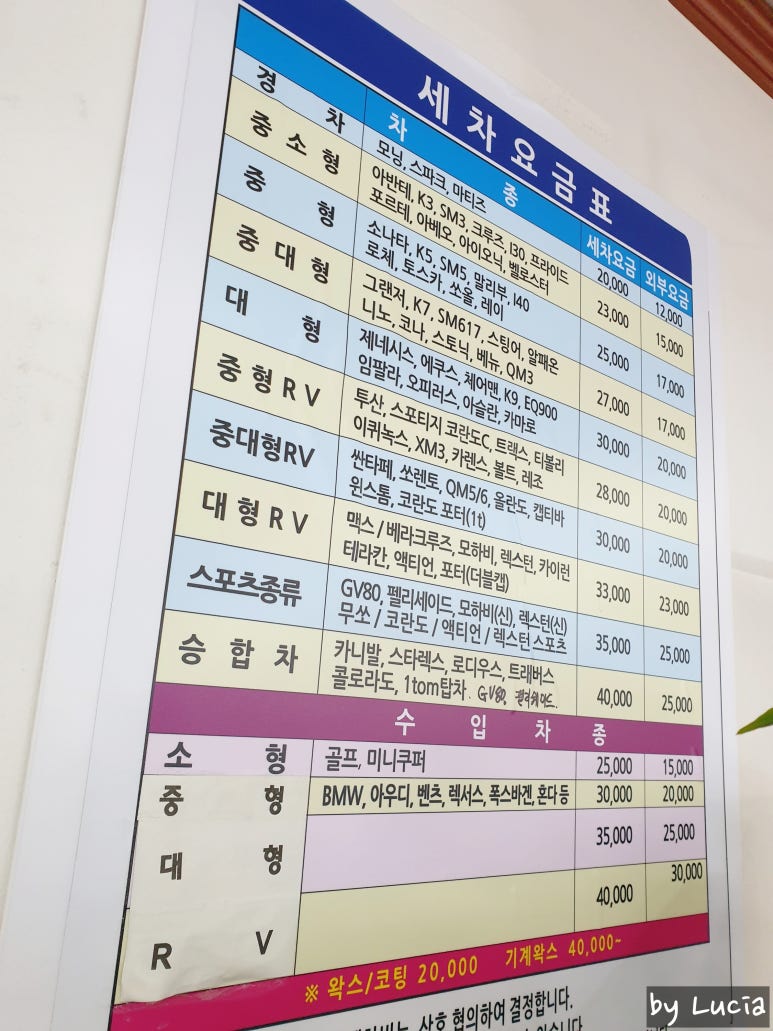 세차요금표
차 종 세차요금 외부요금
경 차 모닝, 스파크, 마티즈 20,000 12,000
중 소 형 아반테, K3, SM3, 크루즈, I30, 프라이드 23,000 15,000
포르테, 아베오, 아이오닉, 벨로스터
중 형 소나타, K5, SM5, 말리부, I40 25,000 17,000
로체, 토스카, 쏘울, 레이
중 대 형 그랜저, K7, SM617, 스팅어, 알패온 27,000 17,000
니노, 코나, 스토닉, 베뉴, QM3
대 형 제네시스, 에쿠스, 체어맨, K9, EQ900 30,000 20,000
임팔라, 오피러스, 아슬란, 카마로
중 형 R V 투산, 스포티지 코란도C, 트랙스, 티볼리 28,000 20,000
이쿼녹스, XM3, 카렌스, 볼트, 레조
중대형RV 싼타페, 쏘렌토, QM5/6, 올란도, 캡티바 30,000 20,000
윈스톰, 코란도 포터(1t)
대 형 R V 맥스 / 베라크루즈, 모하비, 렉스턴, 카이런 33,000 23,000
테라칸, 액티언, 포터(더블캡)
스포츠종류 GV80, 펠리세이드, 모하비(신), 렉스턴(신) 35,000 25,000
무쏘 / 코란도 / 액티언 / 렉스턴 스포츠
승 합 차 카니발, 스타렉스, 로디우스, 트래버스 40,000 25,000
콜로라도, 1tom탑차. GV80,
수 입 차 종
소 형 골프, 미니쿠퍼 25,000 15,000
중 형 BMW, 아우디, 벤츠, 렉서스, 폭스바겐, 혼다 등 30,000 20,000
대 형 35,000 25,000
R V 40,000 30,000
※ 왁스/코팅 20,000 기계왁스 40,000~
상호 협의하여 결정합니다.
by Lucia